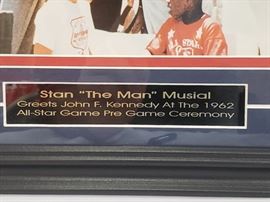 Stan "The Man" Musial
Greets John F. Kennedy At The 1962
All-Star Game Pre Game Ceremony